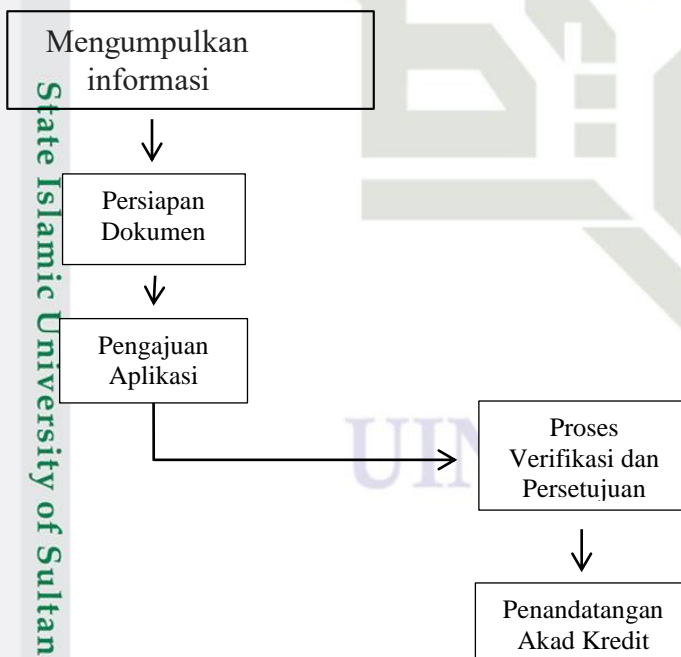 Mengumpulkan
informasi
Persiapan
Dokumen
Pengajuan
Aplikasi
Proses
Verifikasi dan
Persetujuan
Penandatangan
Akad Kredit
State Islamic University of Sultan
UIN